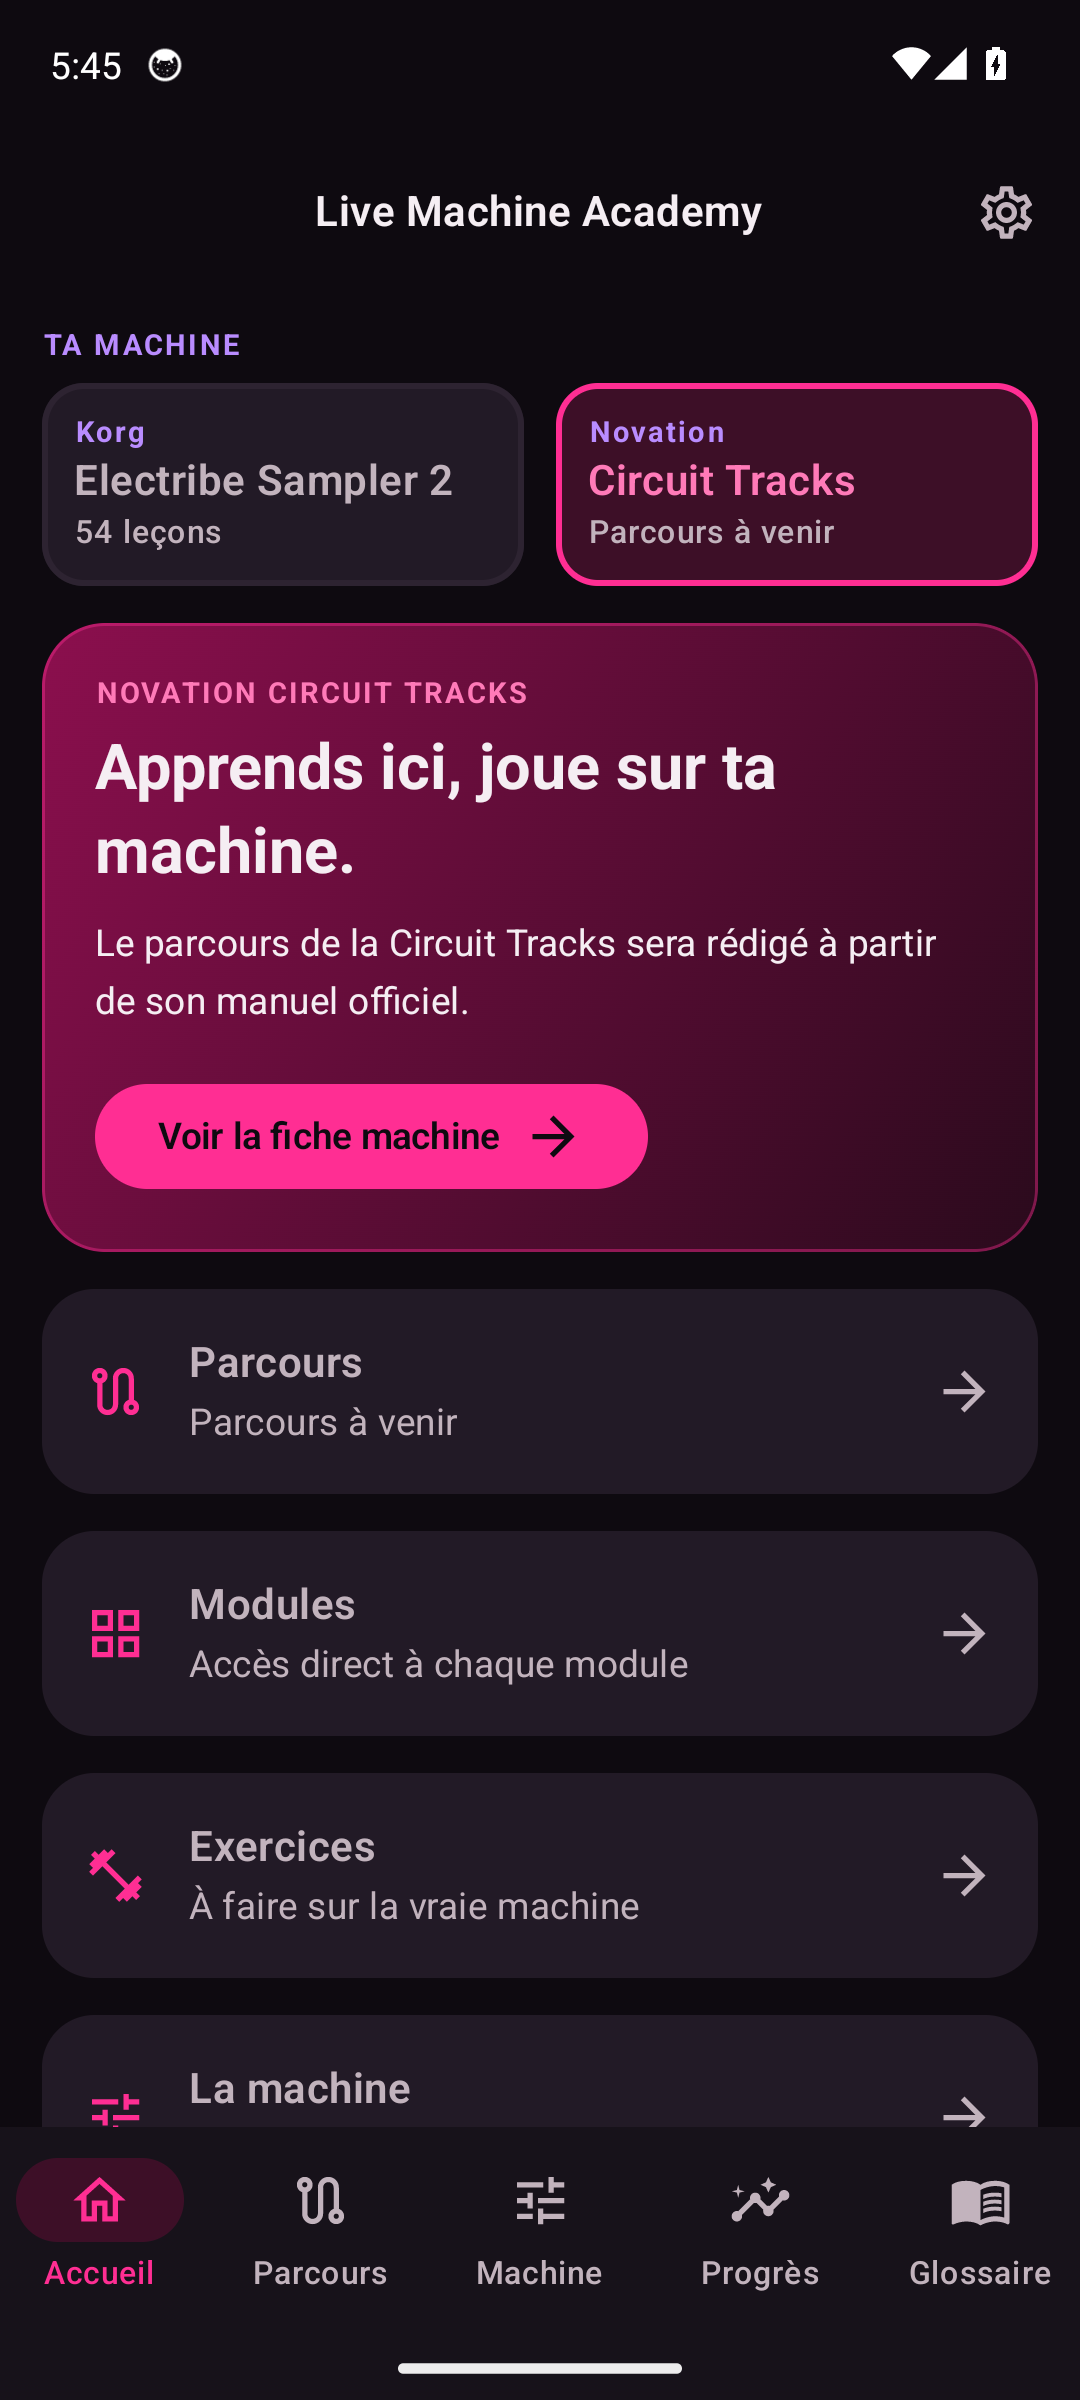 5:45
Live Machine Academy
TA MACHINE
Korg
Electribe Sampler 2
54 leçons
Novation
Circuit Tracks
Parcours à venir
NOVATION CIRCUIT TRACKS
Apprends ici, joue sur ta
machine.
Le parcours de la Circuit Tracks sera rédigé à partir
de son manuel officiel.
Voir la fiche machine
Parcours
Parcours à venir
Modules
Accès direct à chaque module
Exercices
À faire sur la vraie machine
La machine
Accueil
Parcours
Machine
Progrès
Glossaire